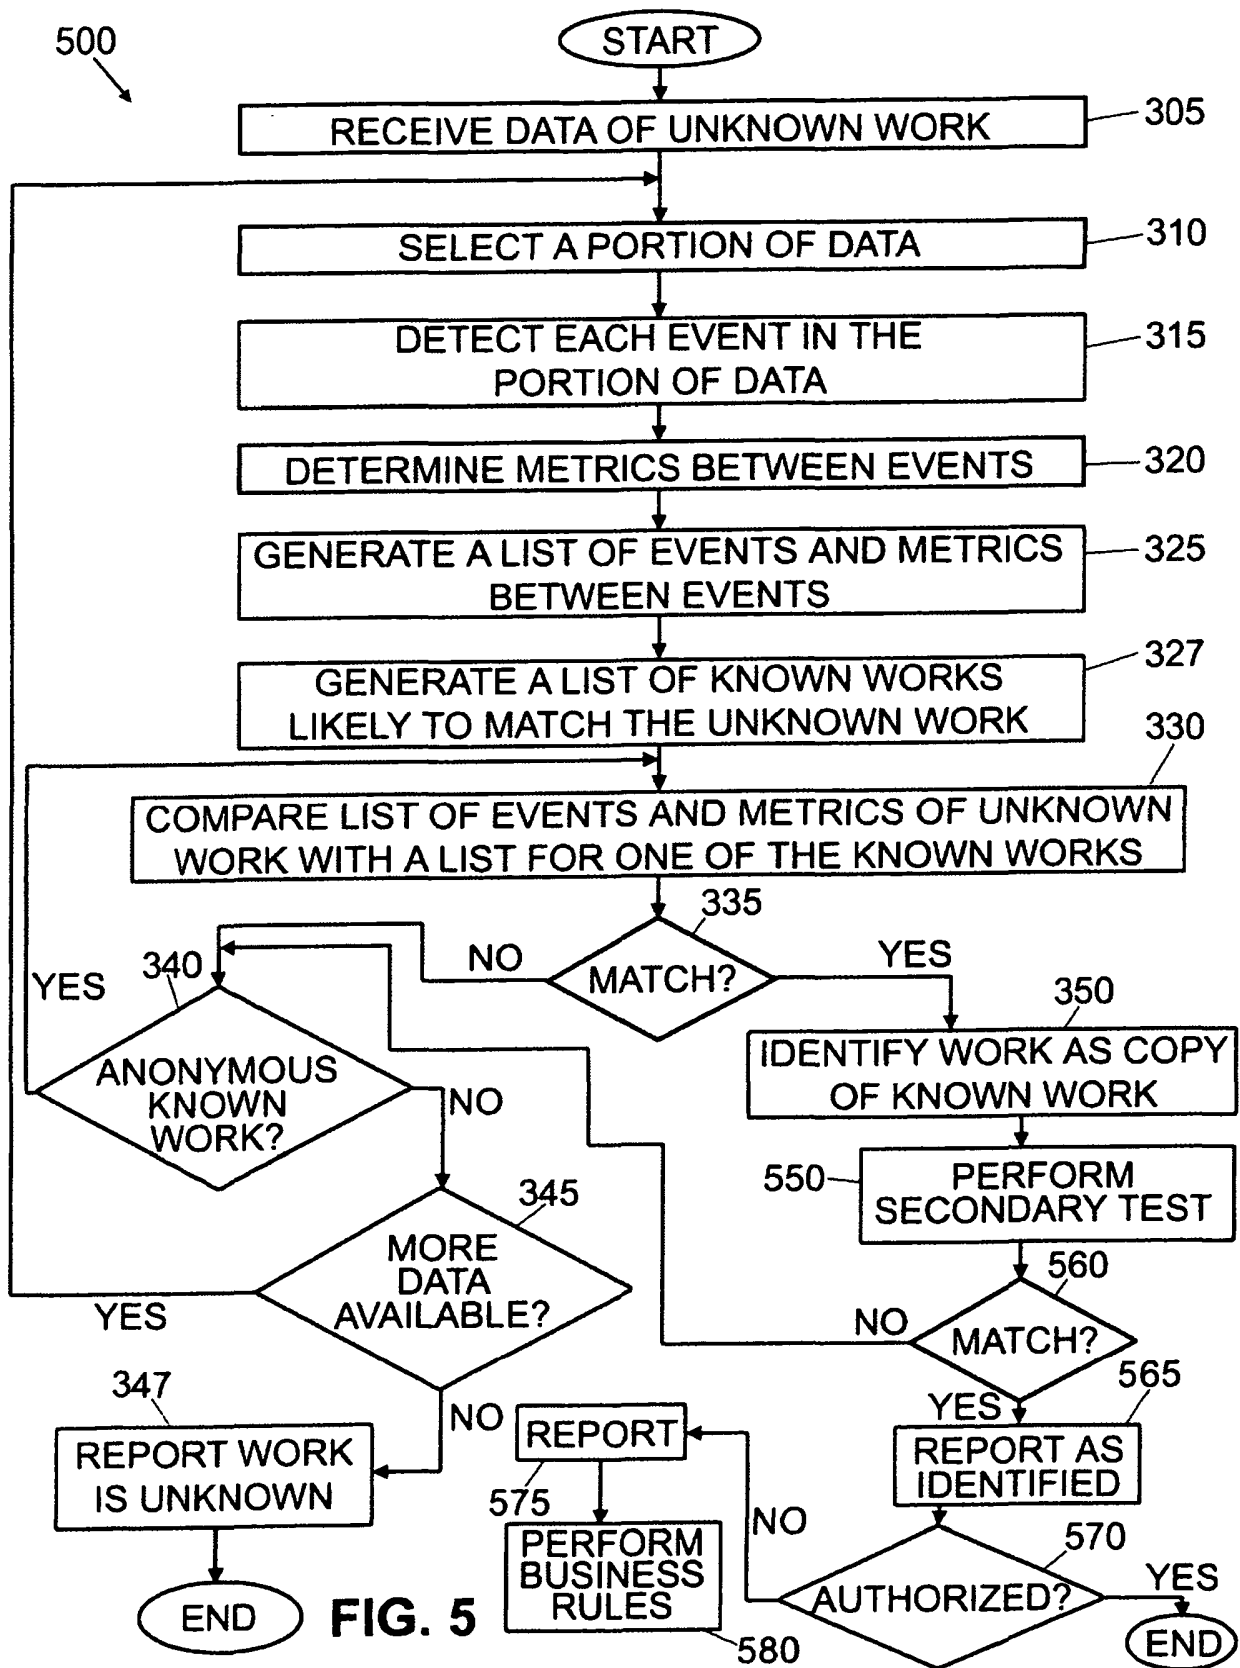 500
START
RECEIVE DATA OF UNKNOWN WORK
305
SELECT A PORTION OF DATA
310
DETECT EACH EVENT IN THE
PORTION OF DATA
315
DETERMINE METRICS BETWEEN EVENTS
320
GENERATE A LIST OF EVENTS AND METRICS
BETWEEN EVENTS
325
GENERATE A LIST OF KNOWN WORKS
LIKELY TO MATCH THE UNKNOWN WORK
327
330
COMPARE LIST OF EVENTS AND METRICS OF UNKNOWN
WORK WITH A LIST FOR ONE OF THE KNOWN WORKS
335
MATCH?
NO
YES
340
YES
ANONYMOUS
KNOWN
WORK?
NO
350
IDENTIFY WORK AS COPY
OF KNOWN WORK
550
PERFORM
SECONDARY TEST
345
MORE
DATA
AVAILABLE?
YES
NO
560
MATCH?
NO
YES
347
REPORT WORK
IS UNKNOWN
END
565
REPORT AS
IDENTIFIED
570
AUTHORIZED?
NO
YES
END
REPORT
575
PERFORM
BUSINESS
RULES
580
FIG. 5